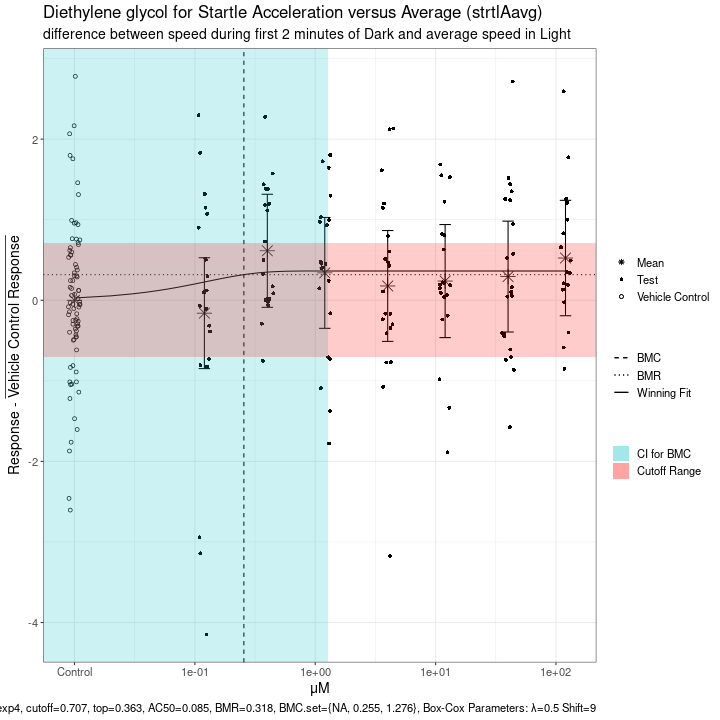 Diethylene glycol for Startle Acceleration versus Average (strtlAavg)
difference between speed during first 2 minutes of Dark and average speed in Light
Response - Vehicle Control Response
2
0
-2
-4
Control
1e-01
1e+00
1e+01
1e+02
μM
Mean
Test
Vehicle Control
BMC
BMR
Winning Fit
CI for BMC
Cutoff Range
exp4, cutoff=0.707, top=0.363, AC50=0.085, BMR=0.318, BMC.set={NA, 0.255, 1.276}, Box-Cox Parameters: λ=0.5 Shift=9